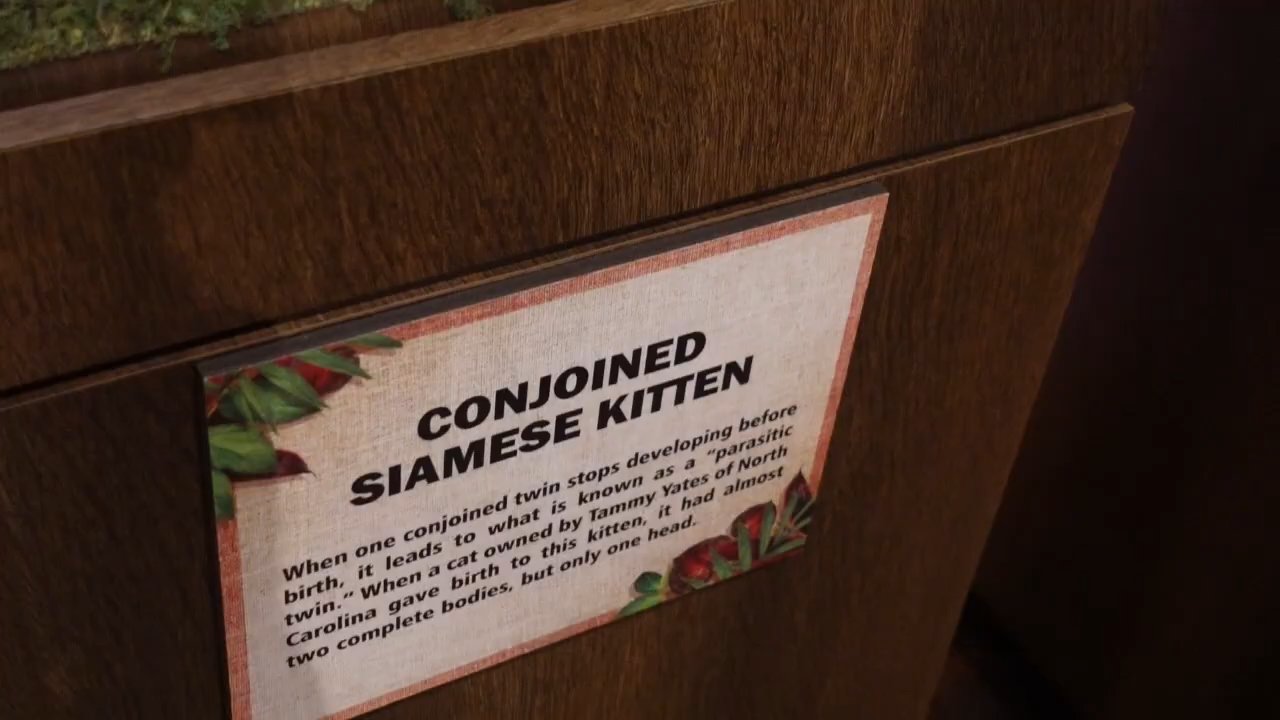 CONJOINED
SIAMESE KITTEN
When one conjoined twin stops developing before
birth, it leads to what is known as a “parasitic
twin.” When a cat owned by Tammy Yates of North
Carolina gave birth to this kitten, it had almost
two complete bodies, but only one head.